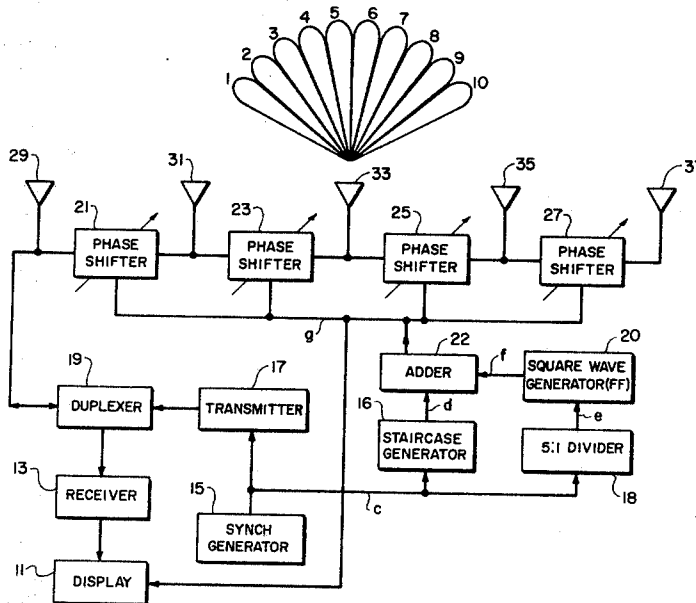 1
2
3
4
5
6
7
8
9
10
29
31
33
35
37
21
PHASE
SHIFTER
23
PHASE
SHIFTER
25
PHASE
SHIFTER
27
PHASE
SHIFTER
g
19
DUPLEXER
17
TRANSMITTER
22
ADDER
f
20
SQUARE WAVE
GENERATOR(FF)
16
d
STAIRCASE
GENERATOR
e
5:1 DIVIDER
18
13
RECEIVER
15
SYNCH
GENERATOR
c
11
DISPLAY